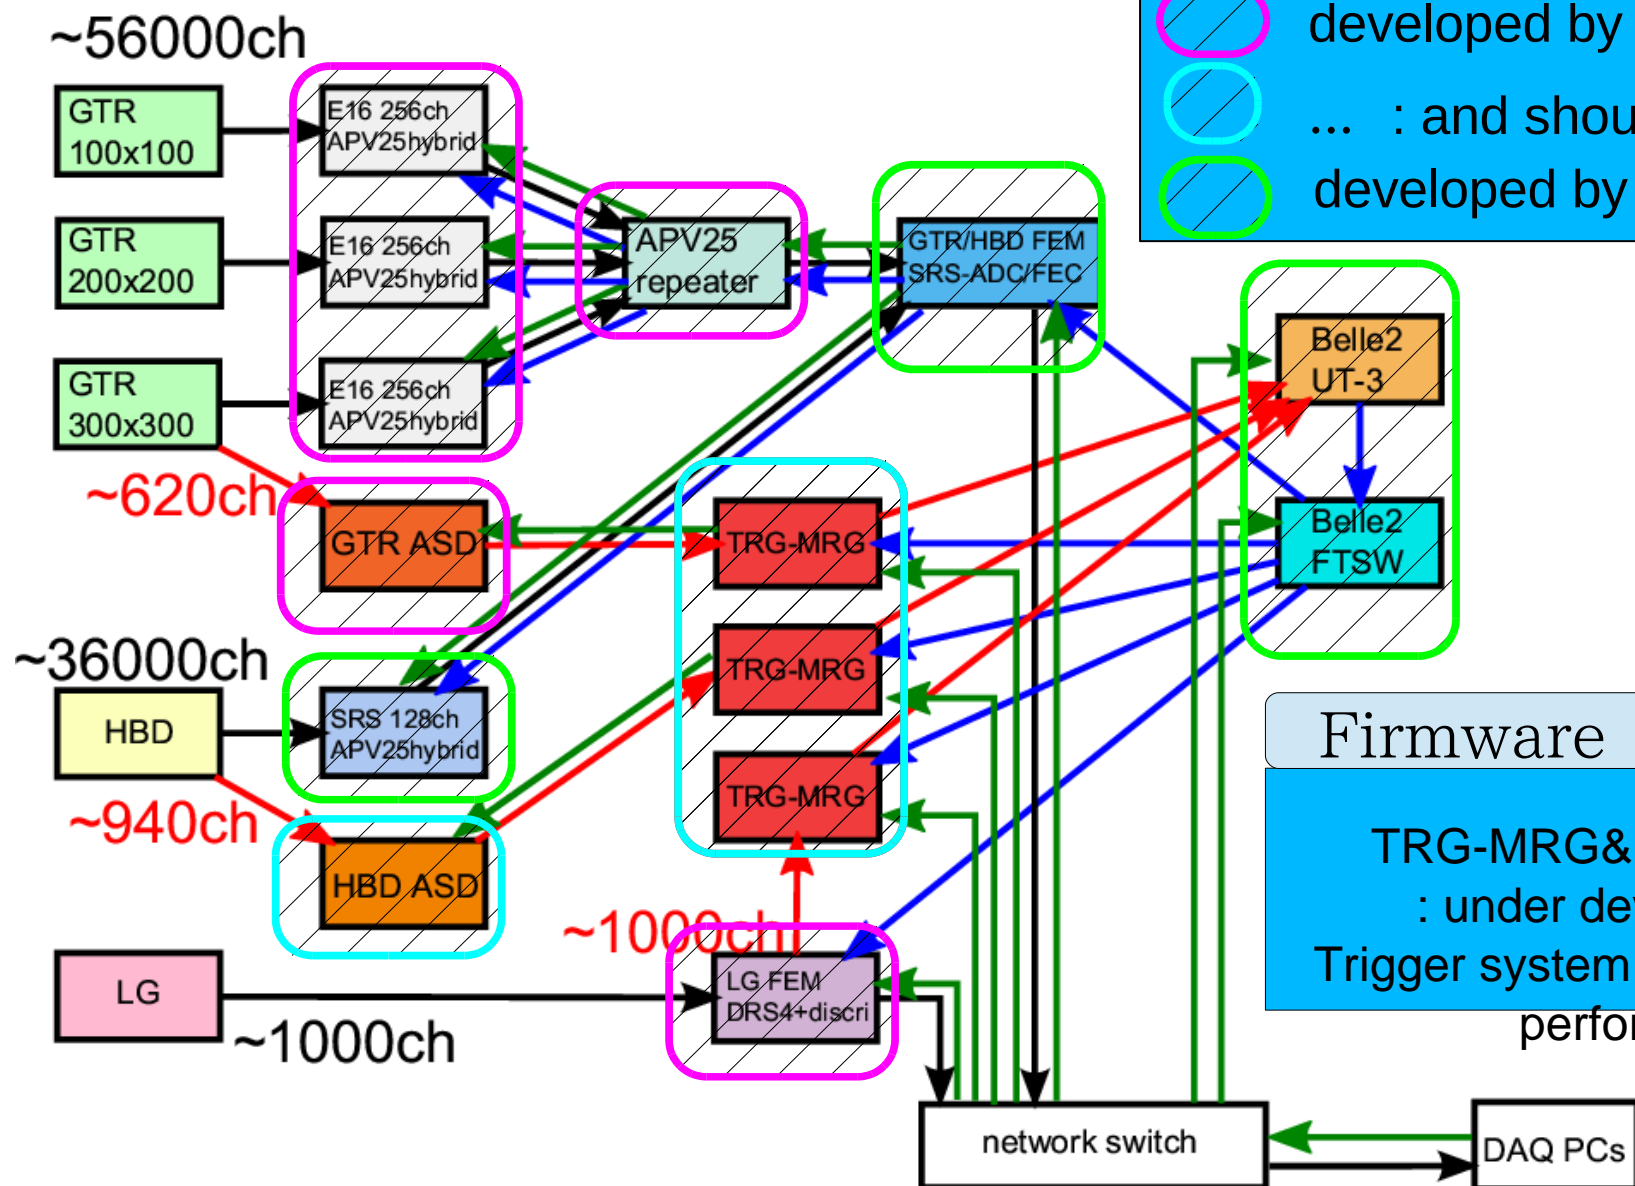 ~56000ch
GTR
100x100
E16 256ch
APV25hybrid
GTR
200x200
E16 256ch
APV25hybrid
APV25
repeater
GTR/HBD FEM
SRS-ADC/FEC
GTR
300x300
E16 256ch
APV25hybrid
developed by
... : and shou
developed by
Belle2
UT-3
Belle2
FTSW
~620ch
GTR ASD
TRG-MRG
TRG-MRG
TRG-MRG
~36000ch
HBD
SRS 128ch
APV25hybrid
~940ch
HBD ASD
~1000ch
LG
~1000ch
LG FEM
DRS4+discri
Firmware
TRG-MRG&
: under de
Trigger system
perfor
network switch
DAQ PCs